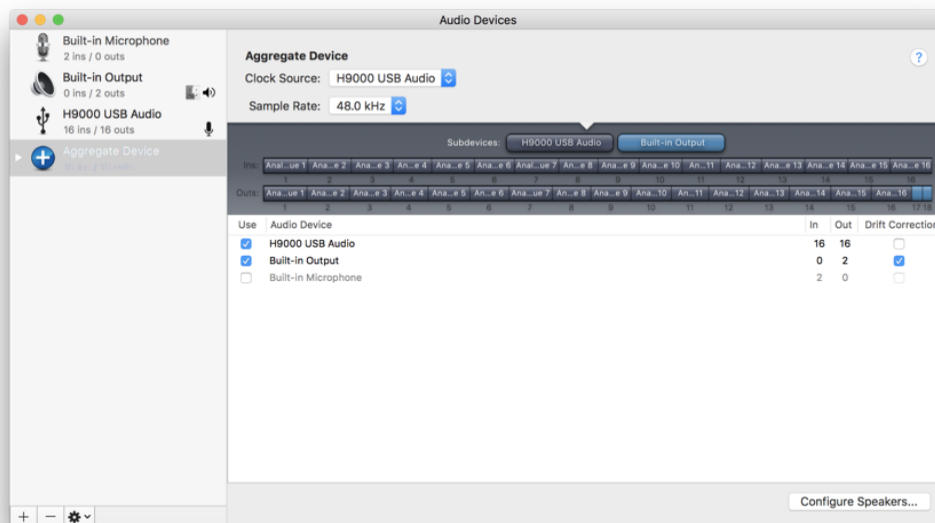 Audio Devices
Built-in Microphone
2 ins / 0 outs
Built-in Output
0 ins / 2 outs
H9000 USB Audio
16 ins / 16 outs
Aggregate Device
Aggregate Device
?
Clock Source: H9000 USB Audio
Sample Rate: 48.0 kHz
Subdevices: H9000 USB Audio Built-in Output
Ins: Anal...ue 1 Ana...e 2 Ana...e 3 An...e 4 Ana...e 5 Ana...e 6 Anal...ue 7 An...e 8 Ana...e 9 Ana...e 10 An...11 Ana...e 12 Ana...e 13 Ana...e 14 Ana...e 15 Ana...e 16
1 2 3 4 5 6 7 8 9 10 11 12 13 14 15 16
Outs: Ana...ue 1 Ana...e 2 Ana...e 3 An...e 4 Ana...e 5 Ana...e 6 Ana...ue 7 Ana...e 8 Ana...e 9 Ana...10 An...11 Ana...12 Ana...13 Ana...14 Ana...15 Ana...16
1 2 3 4 5 6 7 8 9 10 11 12 13 14 15 16 17 18
Use Audio Device In Out Drift Correction
H9000 USB Audio 16 16
Built-in Output 0 2
Built-in Microphone 2 0
Configure Speakers...